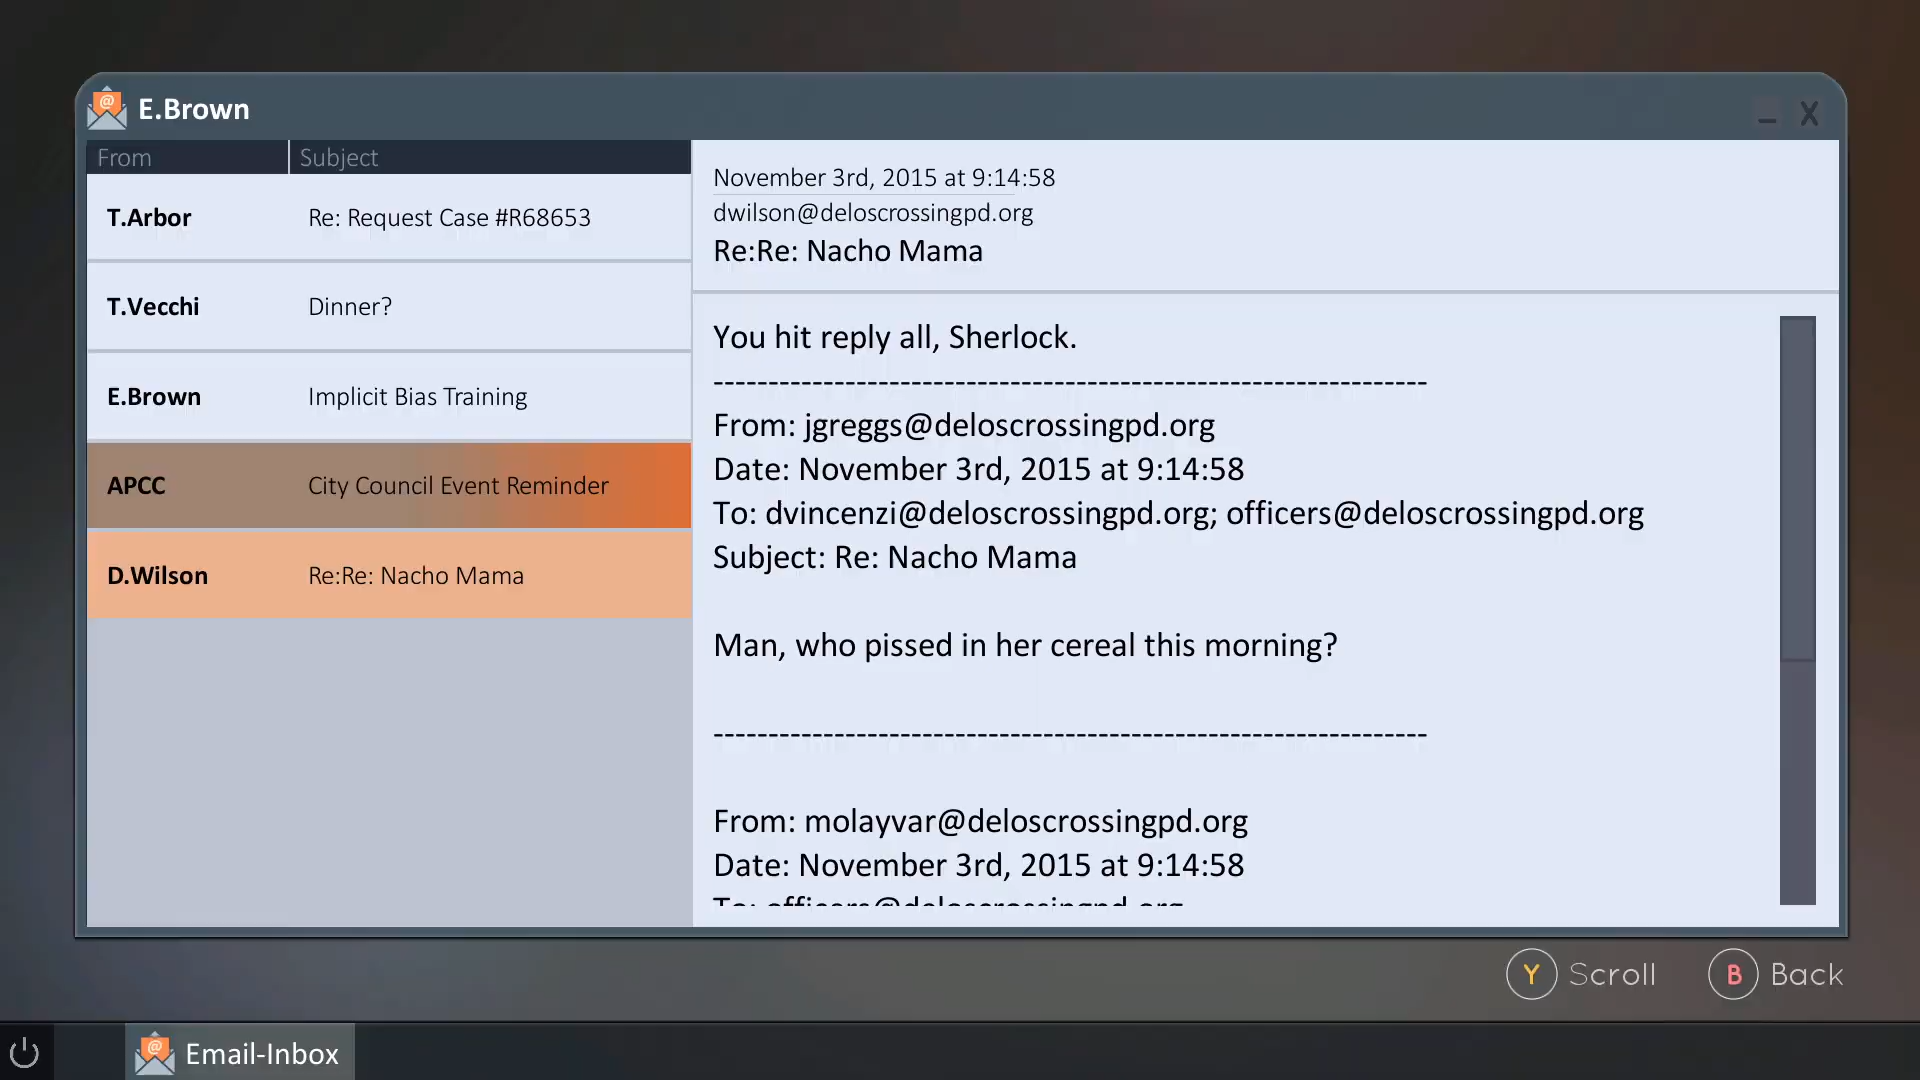 E.Brown
X
From Subject
T.Arbor Re: Request Case #R68653
T.Vecchi Dinner?
E.Brown Implicit Bias Training
APCC City Council Event Reminder
D.Wilson Re:Re: Nacho Mama
November 3rd, 2015 at 9:14:58
dwilson@deloscrossingpd.org
Re:Re: Nacho Mama
You hit reply all, Sherlock.
-----------------------------------------------------------------
From: jgreggs@deloscrossingpd.org
Date: November 3rd, 2015 at 9:14:58
To: dvincenzi@deloscrossingpd.org; officers@deloscrossingpd.org
Subject: Re: Nacho Mama
Man, who pissed in her cereal this morning?
-----------------------------------------------------------------
From: molayvar@deloscrossingpd.org
Date: November 3rd, 2015 at 9:14:58
To: officers@deloscrossingpd.org
Y Scroll B Back
Email-Inbox